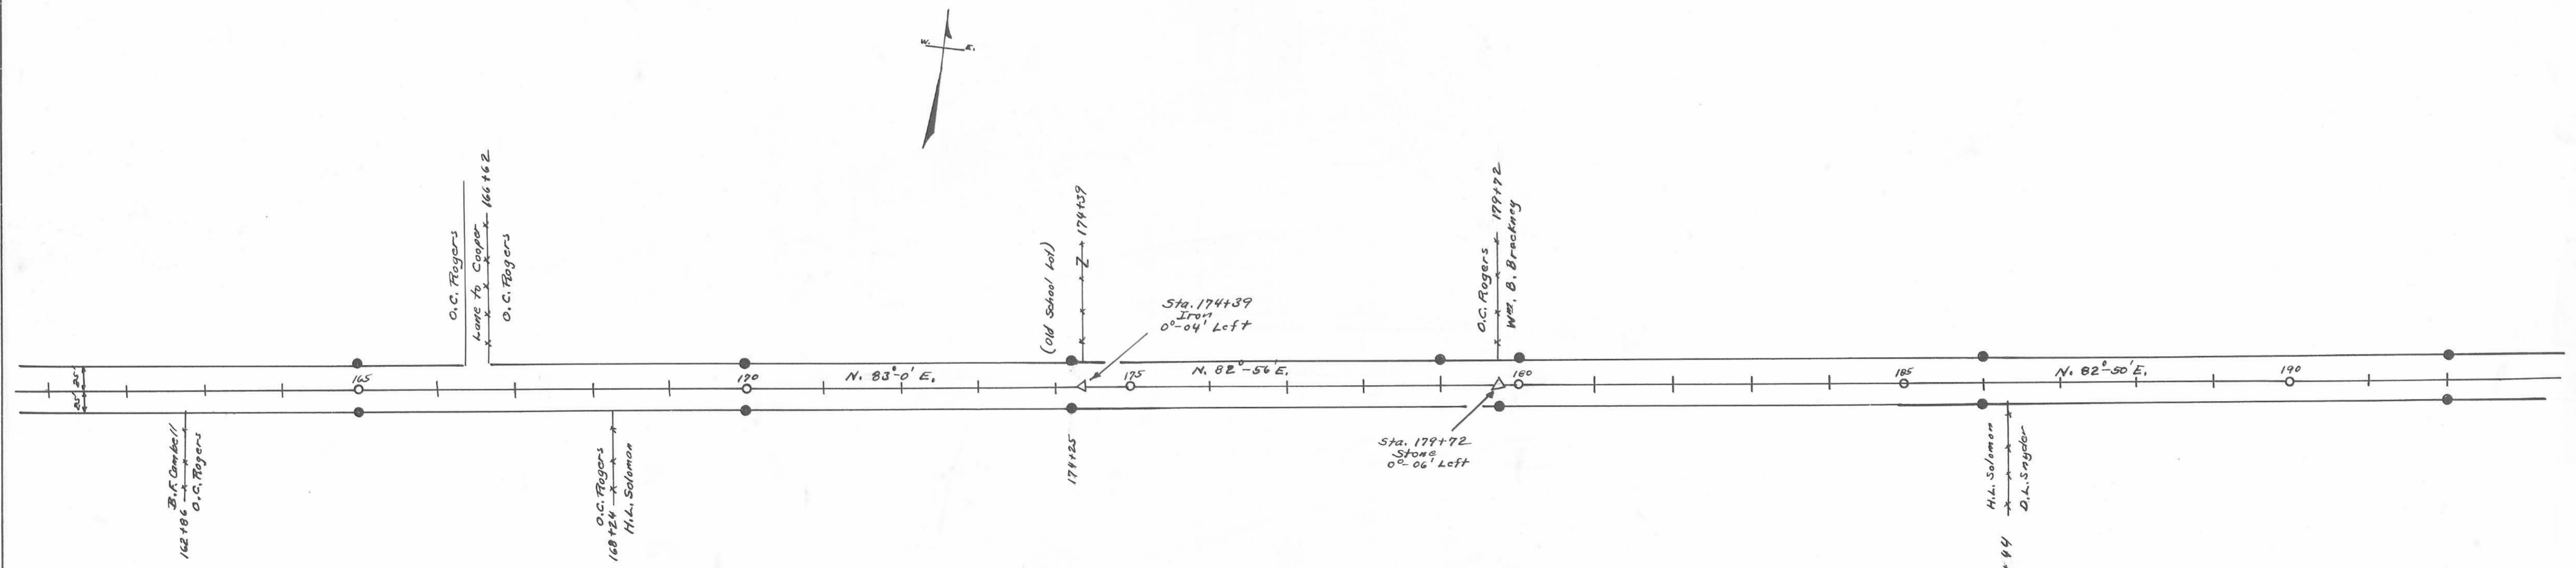 W. E.
O.C. Rogers
Lane to Cooper 166+62
O.C. Rogers
(Old School Lot)
Z 174+39
O.C. Rogers 179+72
Wm. B. Brackney
Sta. 174+39
Iron
0°-04' Left
25'
25'
165
170
N. 83°-0' E.
175
N. 82°-56' E.
180
185
N. 82°-50' E.
190
B.F. Cambell
162+86
O.C. Rogers
O.C. Rogers
168+24
H.L. Solomon
174+25
Sta. 179+72
Stone
0°-06' Left
H.L. Solomon
44
D.L. Snyder